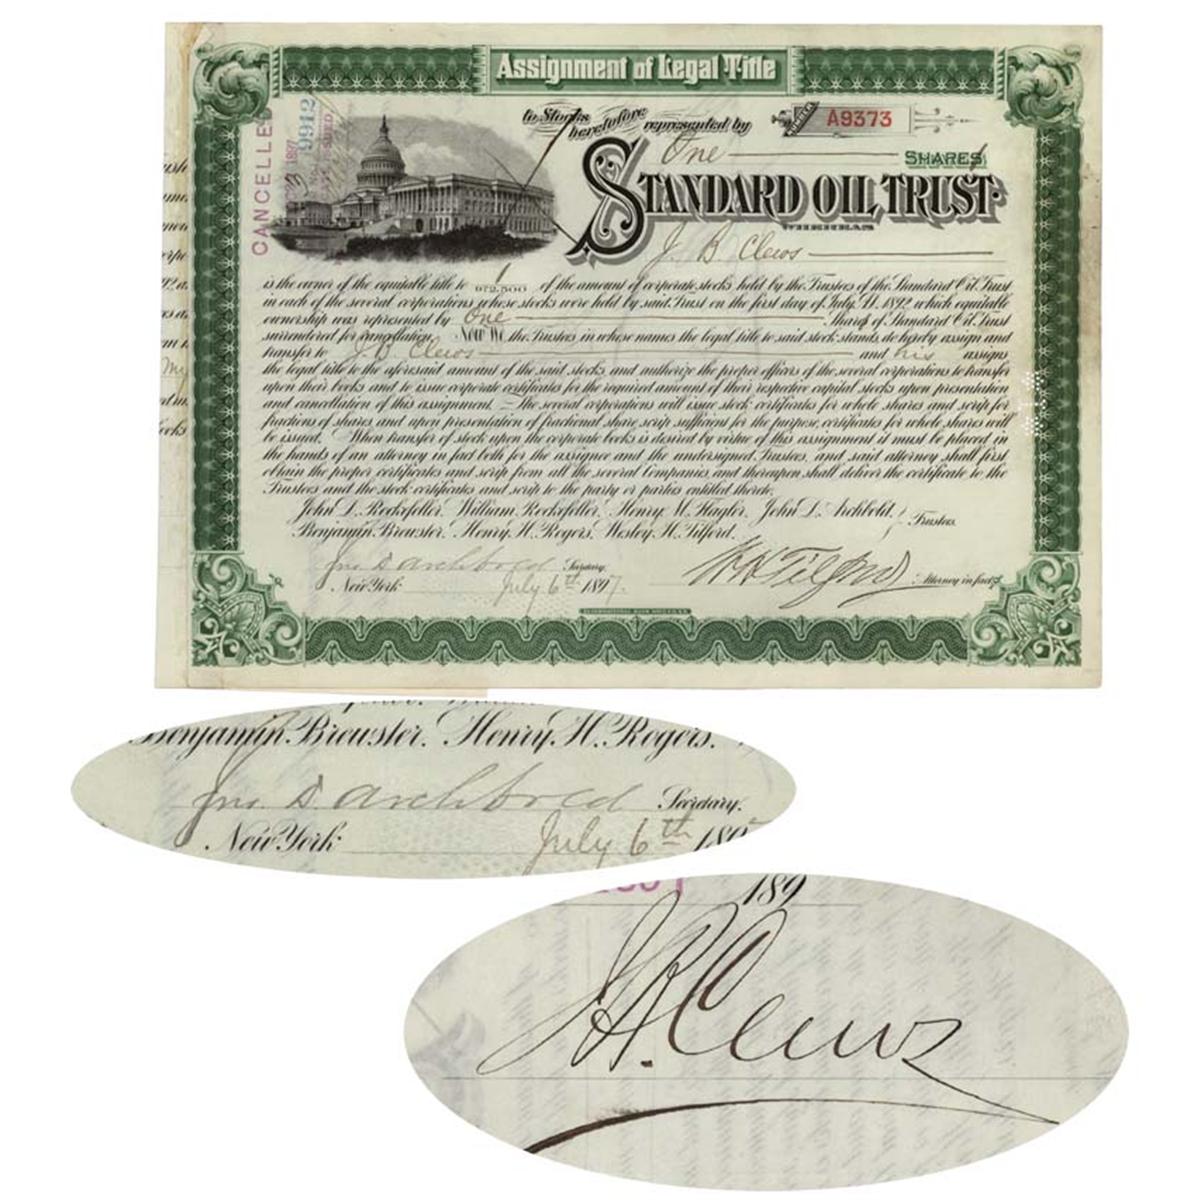 Assignment of Legal Title
to Stocks heretofore represented by
NUMBER A9373
One SHARES
STANDARD OIL TRUST.
WHEREAS
J. B. Clews
CANCELLED
1897
9912
is the owner of the equitable title to 1/972,500 of the amount of corporate stocks held by the Trustees of the Standard Oil Trust
in each of the several corporations whose stocks were held by said Trust on the first day of July, A. 1892, which equitable
ownership was represented by One Shares of Standard Oil Trust
surrendered for cancellation. Now We the Trustees in whose names the legal title to said stock stands, do hereby assign and
transfer to J. B. Clews and his assigns
the legal title to the aforesaid amount of the said stocks, and authorize the proper officers of the several corporations to transfer
upon their books and to issue corporate certificates for the required amount of their respective capital stocks upon presentation
and cancellation of this assignment. The several corporations will issue stock certificates for whole shares and scrip for
fractions of shares and upon presentation of fractional share scrip sufficient for the purpose, certificates for whole shares will
be issued. When transfer of stock upon the corporate books is desired by virtue of this assignment it must be placed in
the hands of an attorney in fact both for the assignee and the undersigned Trustees, and said attorney shall first
obtain the proper certificates and scrip from all the several Companies, and thereupon shall deliver the certificate to the
Trustees and the stock certificates and scrip to the party or parties entitled thereto.
John D. Rockefeller, William Rockefeller, Henry M. Flagler, John D. Archbold,
Benjamin Brewster, Henry H. Rogers, Wesley H. Tilford. Trustees.
Jno. D. Archbold Secretary.
W H Tilford Attorney in fact
New York July 6th 1897.
Benjamin Brewster. Henry H. Rogers.
Jno. D. Archbold Secretary.
New York July 6th 1897
189
J. B. Clews